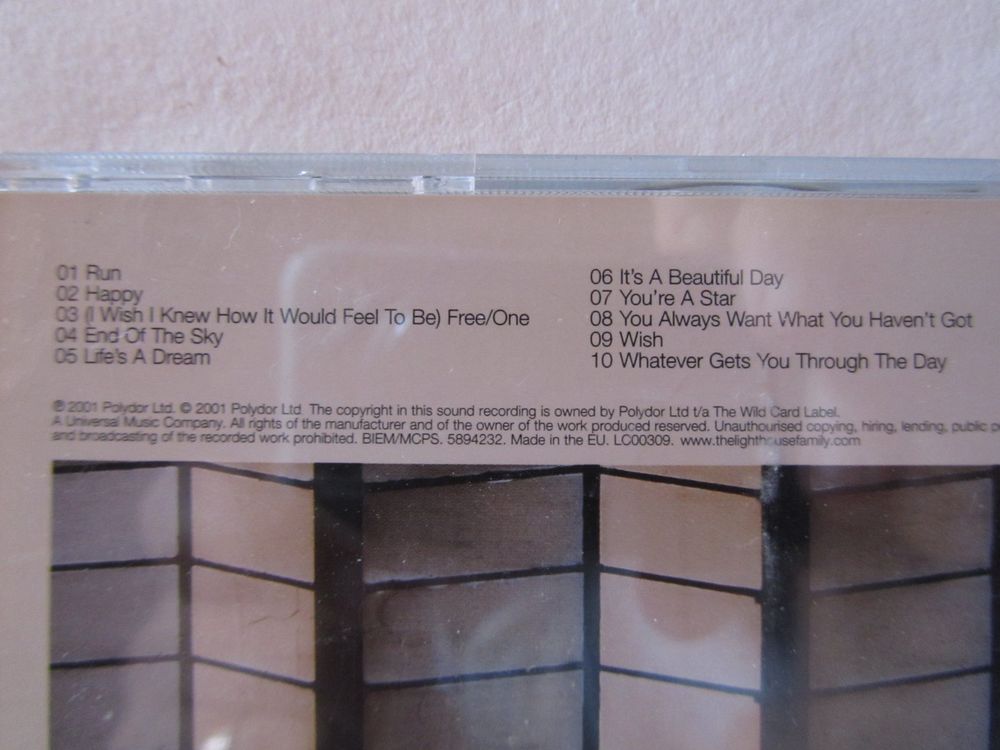 01 Run
02 Happy
03 (I Wish I Knew How It Would Feel To Be) Free/One
04 End Of The Sky
05 Life's A Dream
06 It's A Beautiful Day
07 You're A Star
08 You Always Want What You Haven't Got
09 Wish
10 Whatever Gets You Through The Day
℗ 2001 Polydor Ltd. © 2001 Polydor Ltd. The copyright in this sound recording is owned by Polydor Ltd t/a The Wild Card Label.
A Universal Music Company. All rights of the manufacturer and of the owner of the work produced reserved. Unauthourised copying, hiring, lending, public
and broadcasting of the recorded work prohibited. BIEM/MCPS. 5894232. Made in the EU. LC00309. www.thelighthousefamily.com